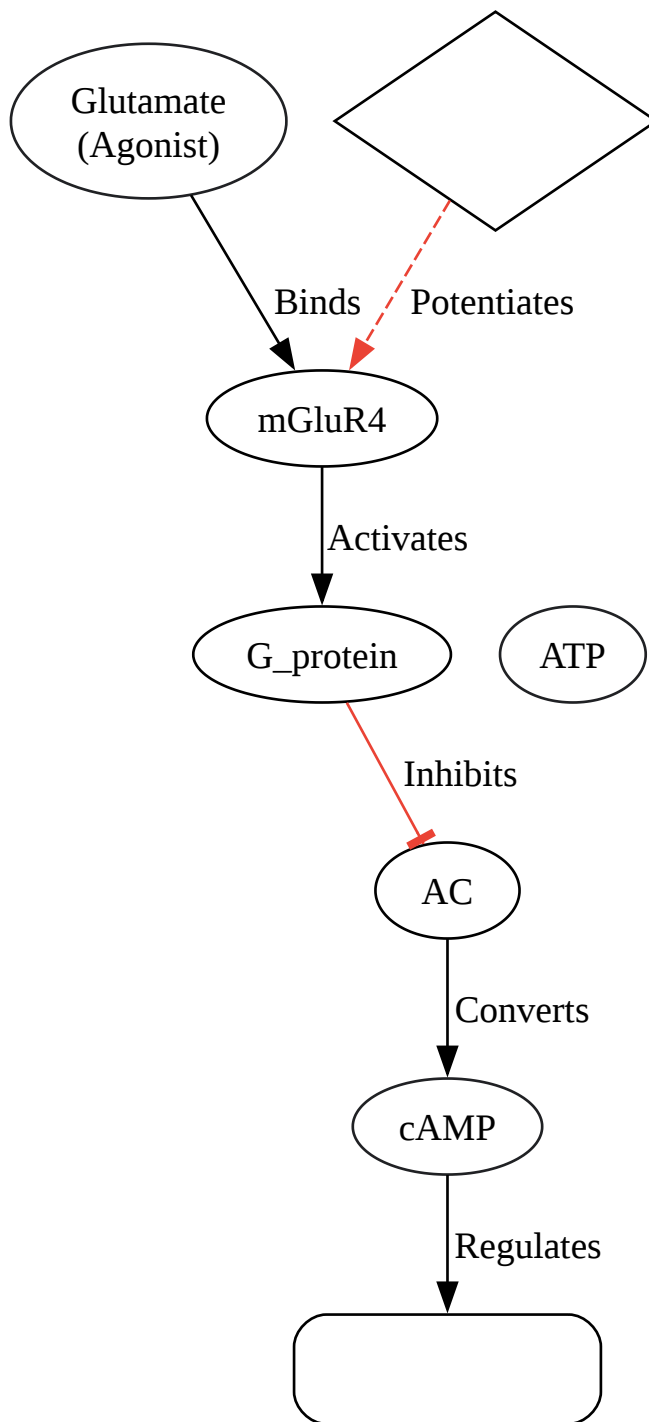 Glutamate
(Agonist)
Binds
Potentiates
mGluR4
Activates
G_protein
ATP
Inhibits
AC
Converts
cAMP
Regulates